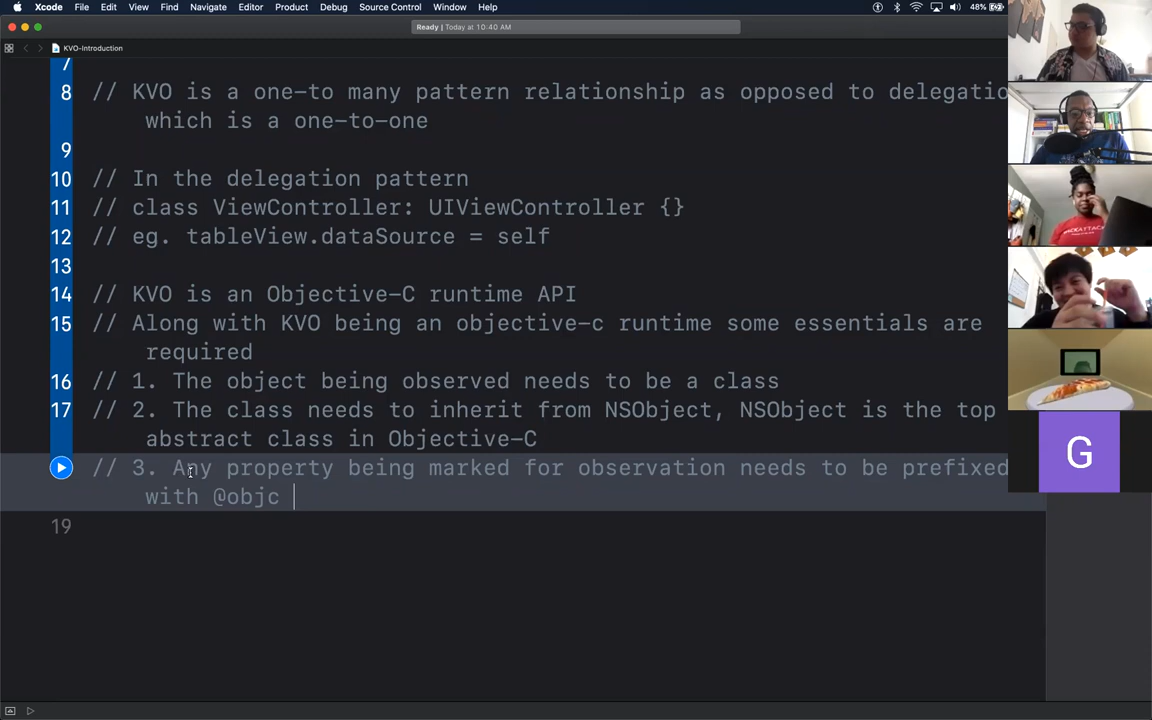 Xcode File Edit View Find Navigate Editor Product Debug Source Control Window Help 48%
Ready | Today at 10:40 AM
KVO-Introduction
7
8 // KVO is a one-to many pattern relationship as opposed to delegatio
which is a one-to-one
9
10 // In the delegation pattern
11 // class ViewController: UIViewController {}
12 // eg. tableView.dataSource = self
13
14 // KVO is an Objective-C runtime API
15 // Along with KVO being an objective-c runtime some essentials are
required
16 // 1. The object being observed needs to be a class
17 // 2. The class needs to inherit from NSObject, NSObject is the top
abstract class in Objective-C
// 3. Any property being marked for observation needs to be prefixed
with @objc
19
G